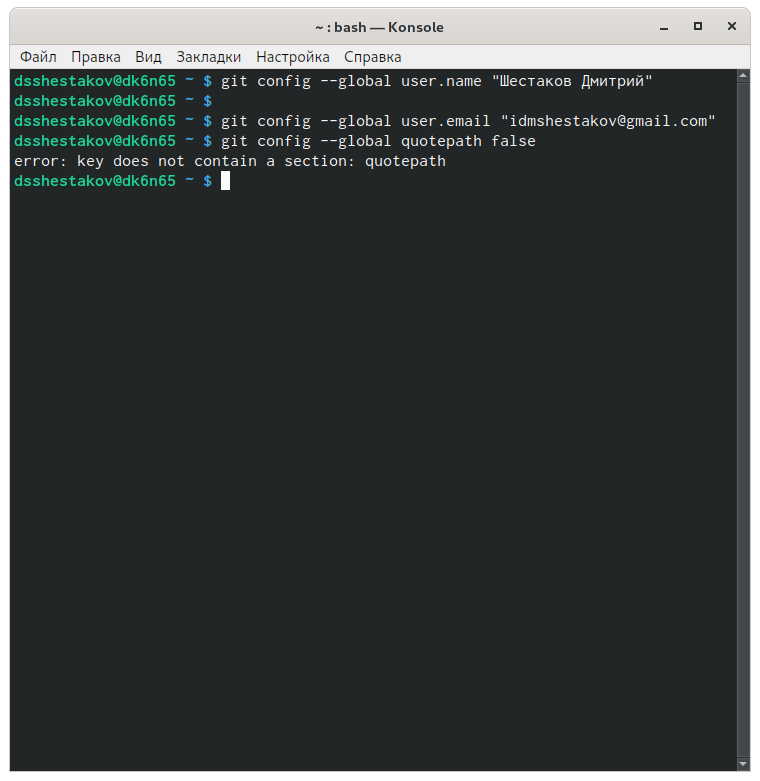 ~ : bash — Konsole
Файл Правка Вид Закладки Настройка Справка
dsshestakov@dk6n65 ~ $ git config --global user.name "Шестаков Дмитрий"
dsshestakov@dk6n65 ~ $
dsshestakov@dk6n65 ~ $ git config --global user.email "idmshestakov@gmail.com"
dsshestakov@dk6n65 ~ $ git config --global quotepath false
error: key does not contain a section: quotepath
dsshestakov@dk6n65 ~ $